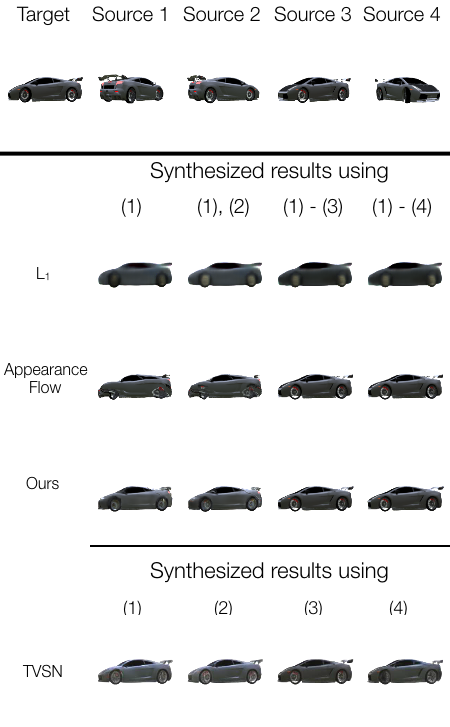 Target Source 1 Source 2 Source 3 Source 4
Synthesized results using
(1) (1), (2) (1) - (3) (1) - (4)
L₁
Appearance
Flow
Ours
Synthesized results using
(1) (2) (3) (4)
TVSN